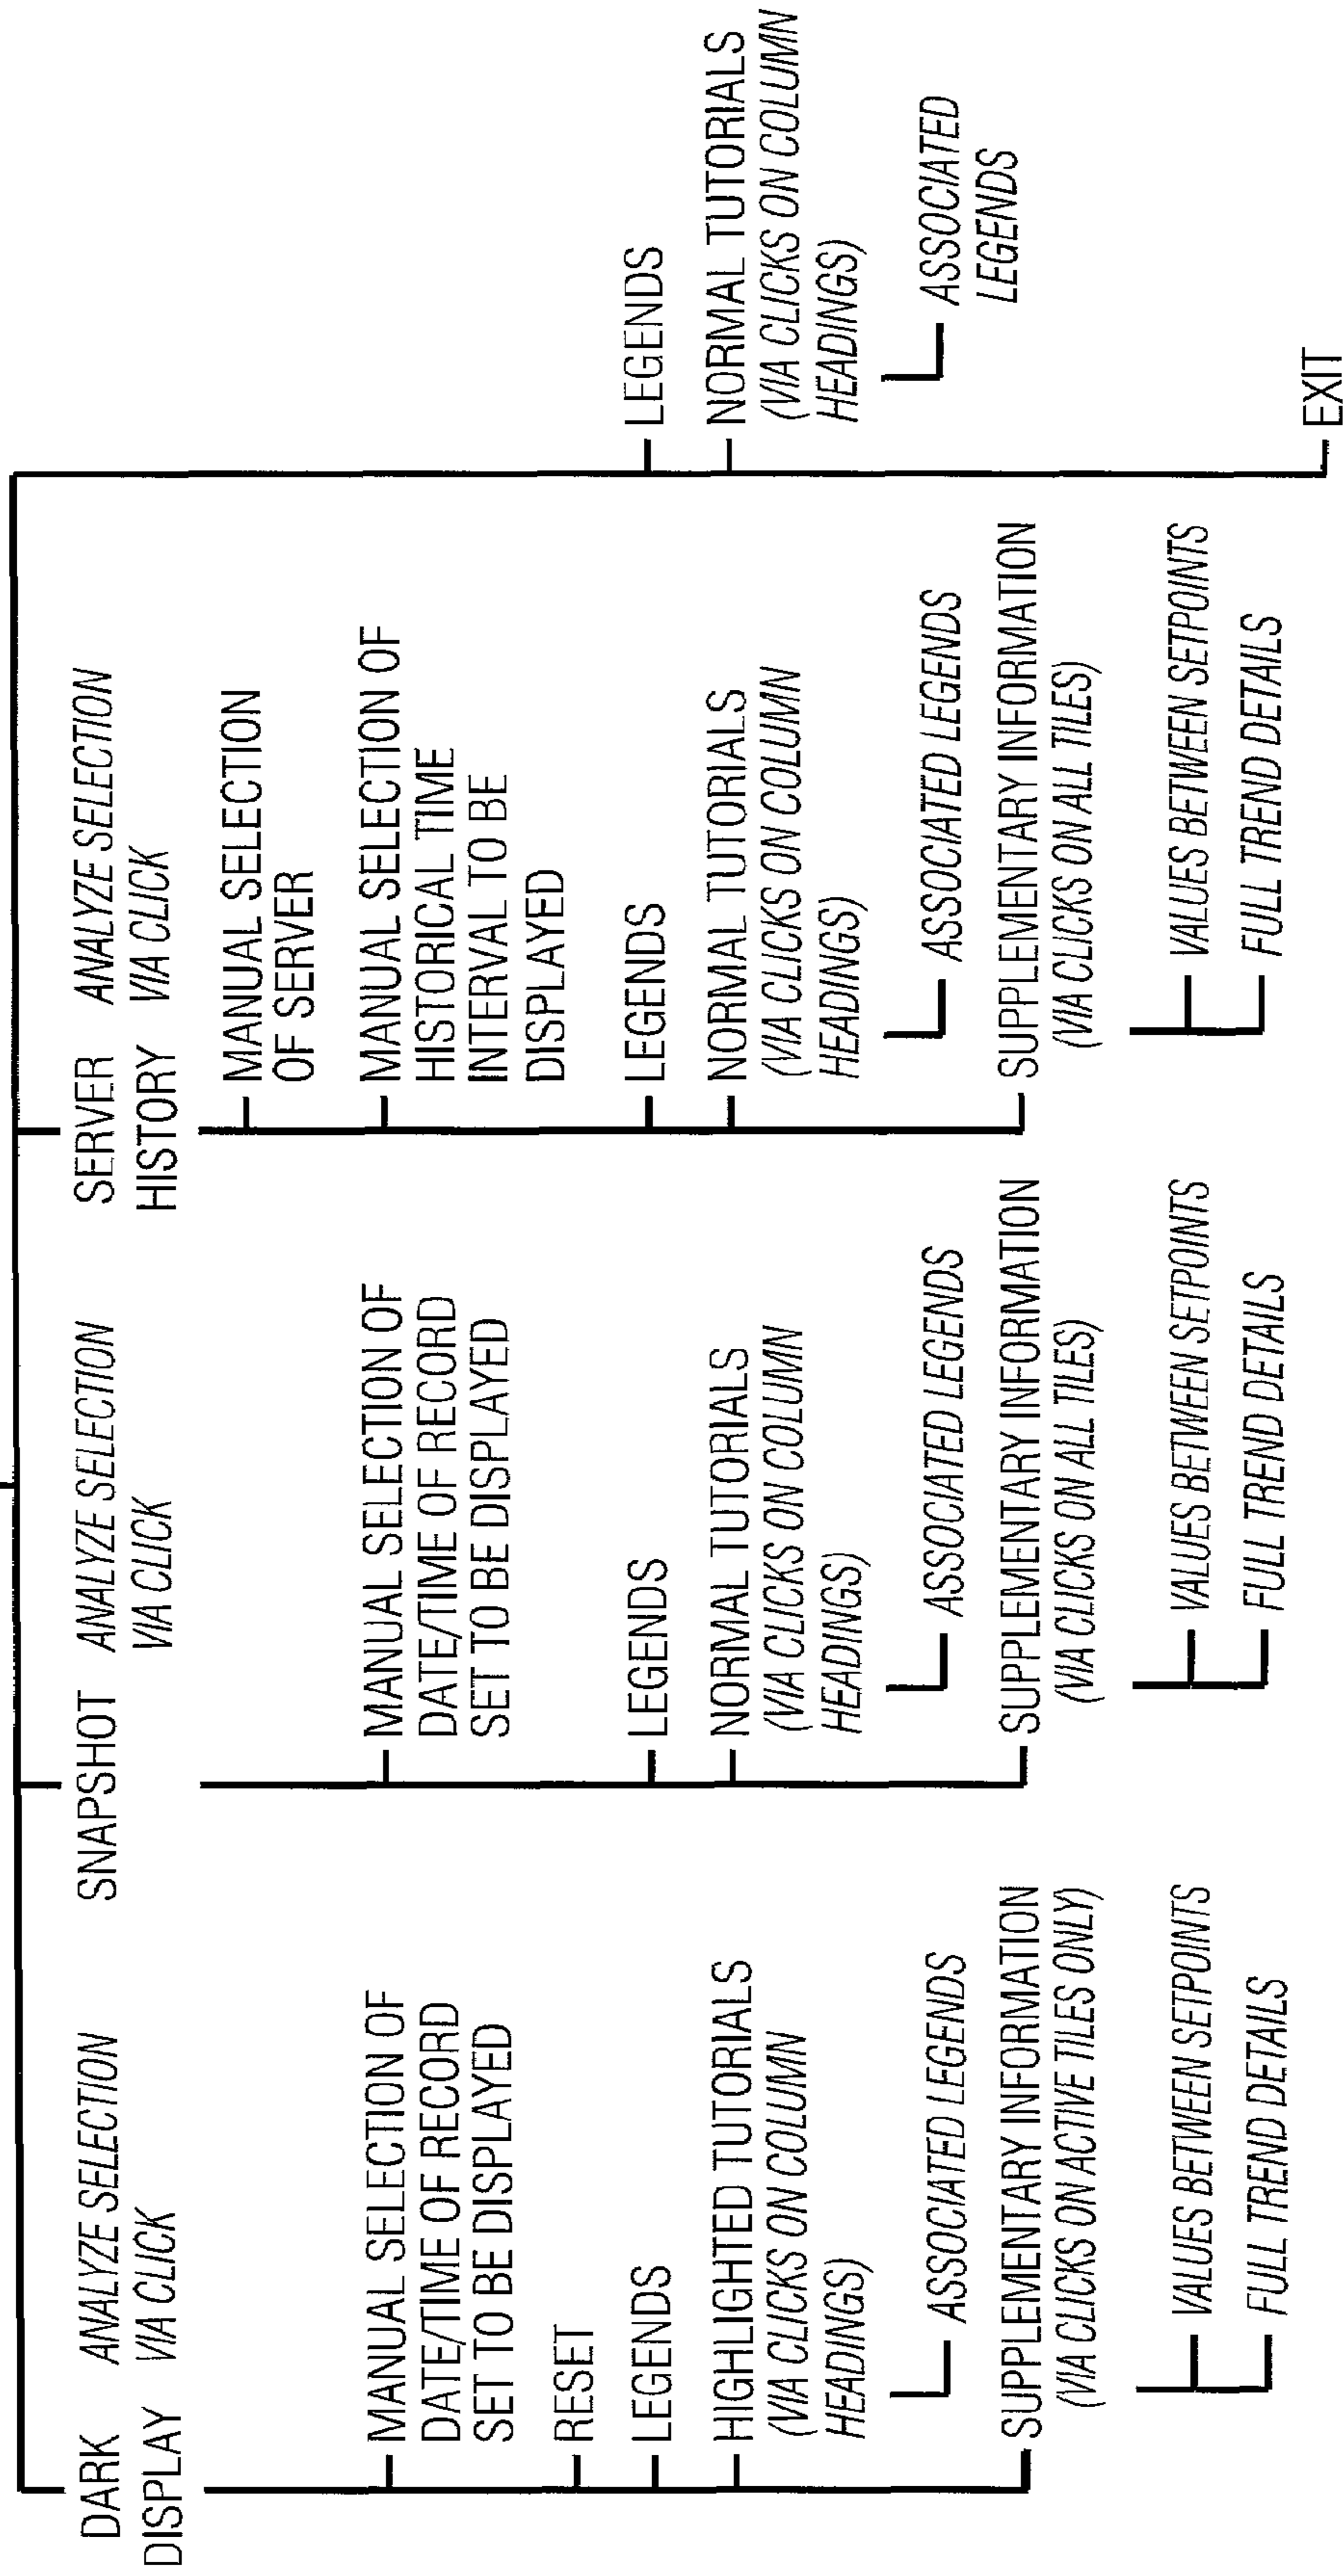 DARK
DISPLAY
ANALYZE SELECTION
VIA CLICK
MANUAL SELECTION OF
DATE/TIME OF RECORD
SET TO BE DISPLAYED
RESET
LEGENDS
HIGHLIGHTED TUTORIALS
(VIA CLICKS ON COLUMN
HEADINGS)
ASSOCIATED LEGENDS
SUPPLEMENTARY INFORMATION
(VIA CLICKS ON ACTIVE TILES ONLY)
VALUES BETWEEN SETPOINTS
FULL TREND DETAILS
SNAPSHOT
ANALYZE SELECTION
VIA CLICK
MANUAL SELECTION OF
DATE/TIME OF RECORD
SET TO BE DISPLAYED
LEGENDS
NORMAL TUTORIALS
(VIA CLICKS ON COLUMN
HEADINGS)
ASSOCIATED LEGENDS
SUPPLEMENTARY INFORMATION
(VIA CLICKS ON ALL TILES)
VALUES BETWEEN SETPOINTS
FULL TREND DETAILS
SERVER
HISTORY
ANALYZE SELECTION
VIA CLICK
MANUAL SELECTION
OF SERVER
MANUAL SELECTION OF
HISTORICAL TIME
INTERVAL TO BE
DISPLAYED
LEGENDS
NORMAL TUTORIALS
(VIA CLICKS ON COLUMN
HEADINGS)
ASSOCIATED LEGENDS
SUPPLEMENTARY INFORMATION
(VIA CLICKS ON ALL TILES)
VALUES BETWEEN SETPOINTS
FULL TREND DETAILS
LEGENDS
NORMAL TUTORIALS
(VIA CLICKS ON COLUMN
HEADINGS)
ASSOCIATED
LEGENDS
EXIT